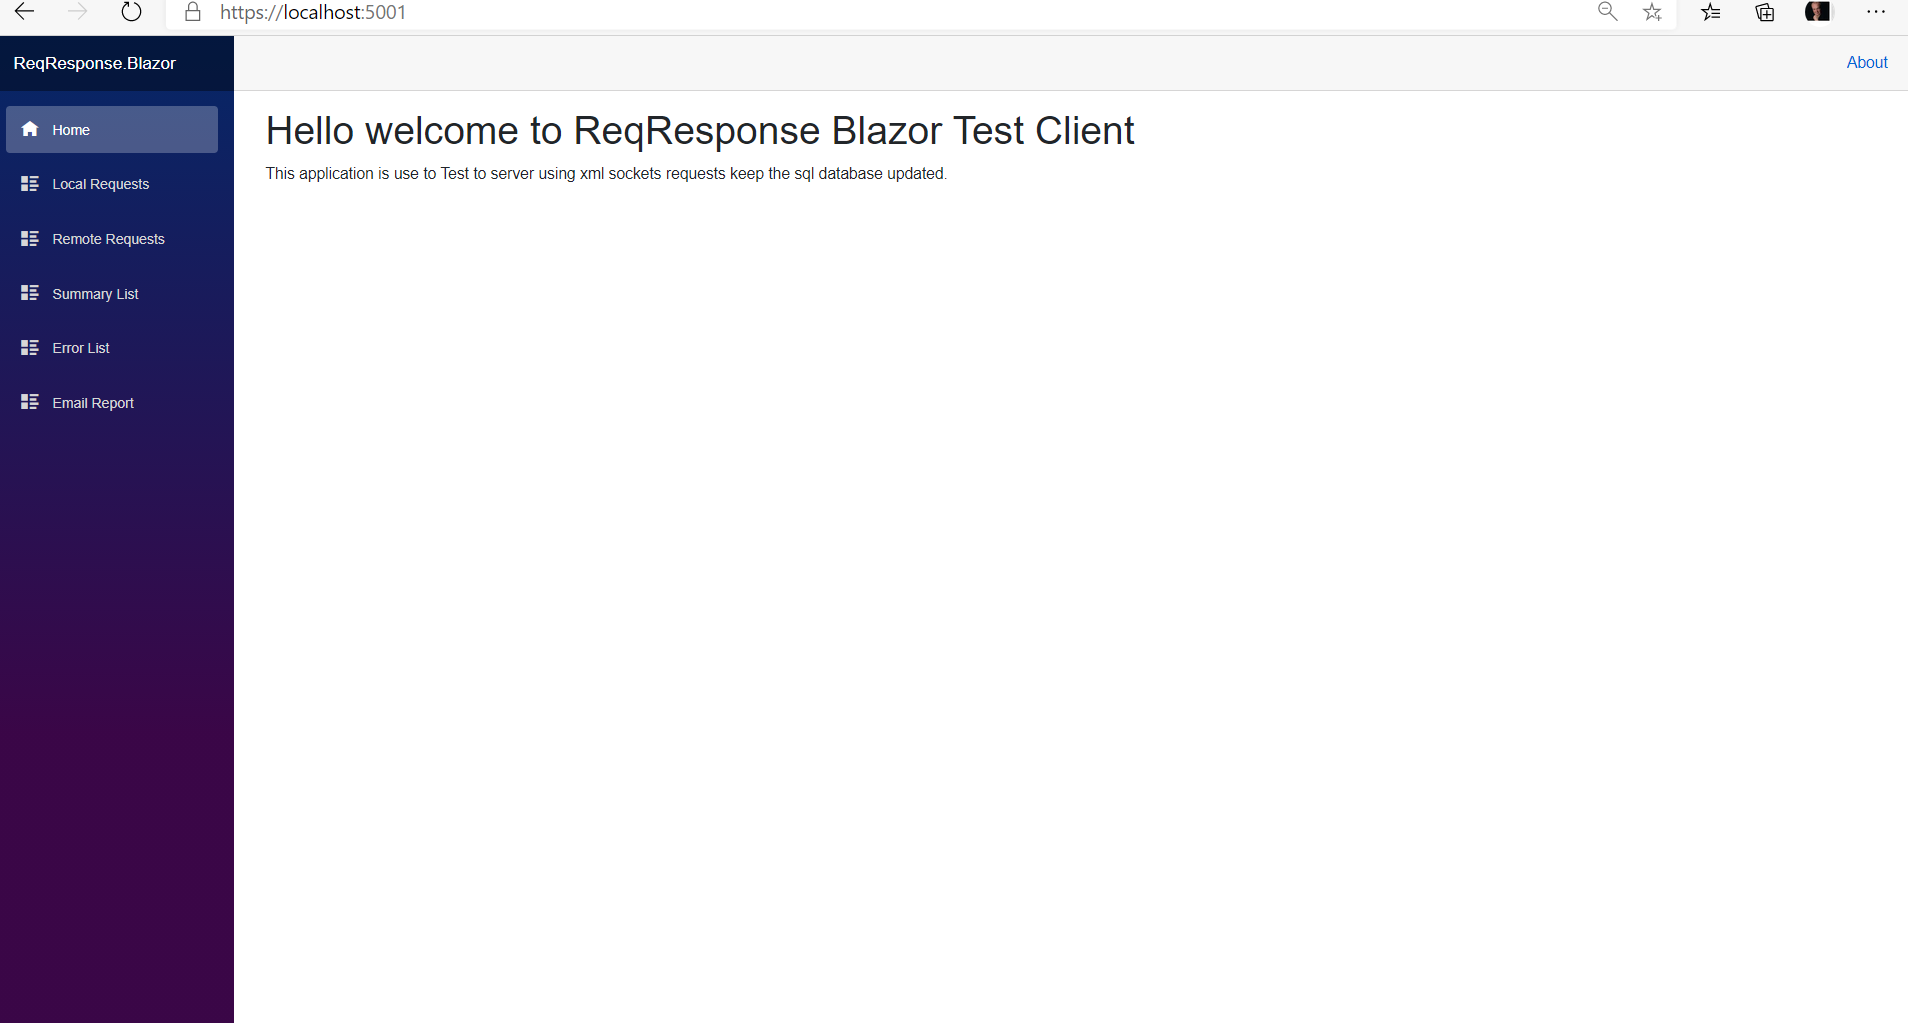 https://localhost:5001
ReqResponse.Blazor
About
Home
Local Requests
Remote Requests
Summary List
Error List
Email Report
Hello welcome to ReqResponse Blazor Test Client
This application is use to Test to server using xml sockets requests keep the sql database updated.